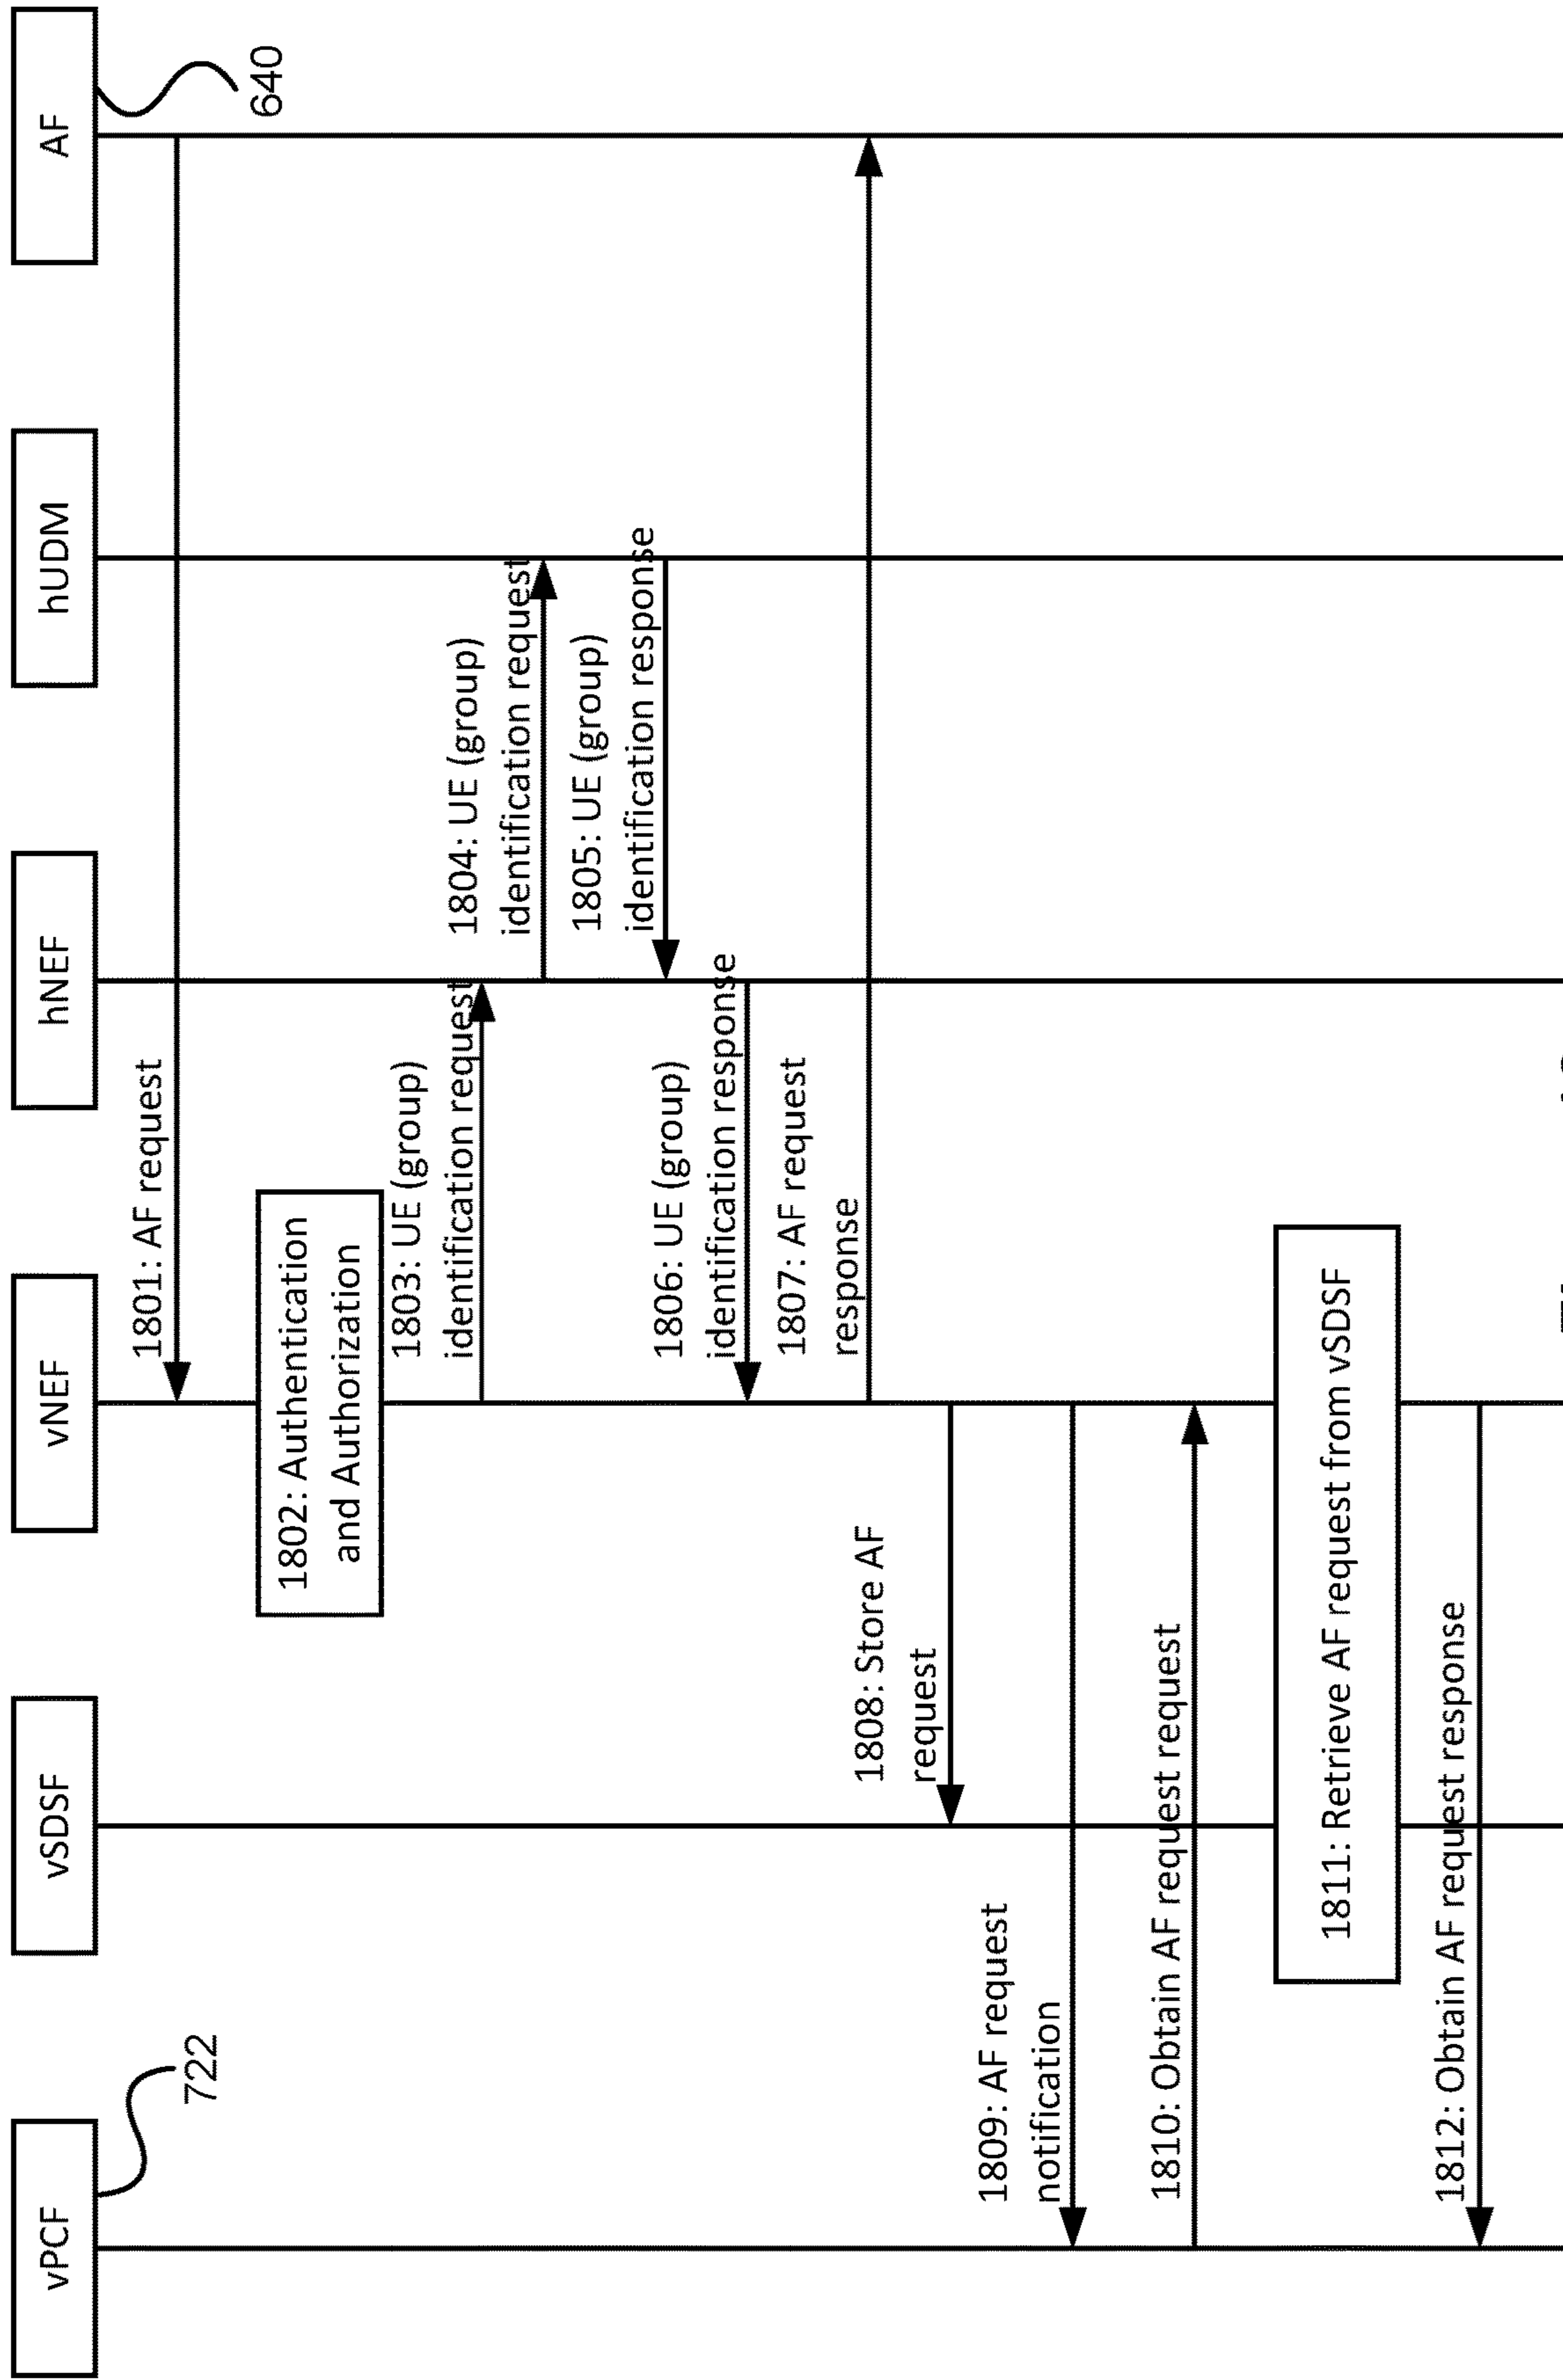 vPCF
vSDSF
vNEF
hNEF
hUDM
AF
722
640
1801: AF request
1802: Authentication
and Authorization
1803: UE (group)
identification request
1804: UE (group)
identification request
1805: UE (group)
identification response
1806: UE (group)
identification response
1807: AF request
response
1808: Store AF
request
1809: AF request
notification
1810: Obtain AF request request
1811: Retrieve AF request from vSDSF
1812: Obtain AF request response